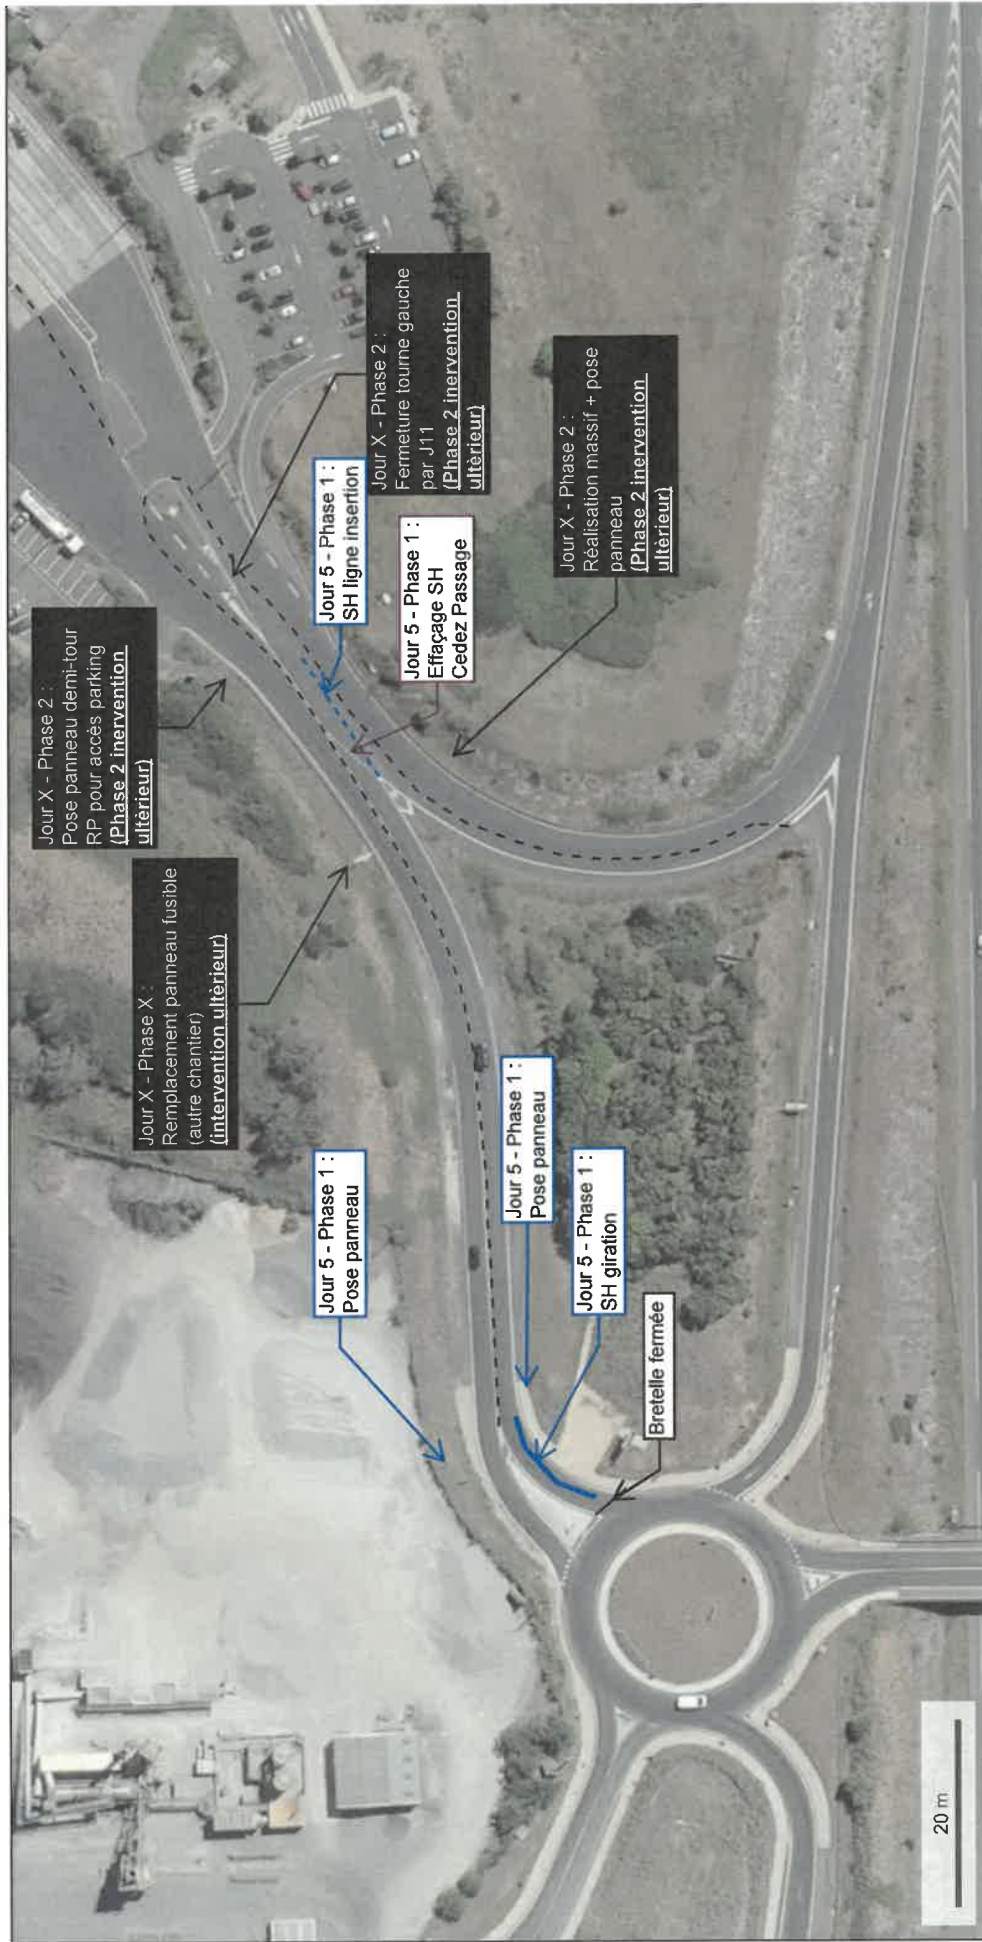 Jour X - Phase 2 :
Pose panneau demi-tour
RP pour accès parking
(Phase 2 inervention
ultèrieur)
Jour X - Phase X :
Remplacement panneau fusible
(autre chantier)
(intervention ultèrieur)
Jour 5 - Phase 1 :
Pose panneau
Jour X - Phase 2 :
Fermeture tourne gauche
par J11
(Phase 2 inervention
ultèrieur)
Jour 5 - Phase 1 :
SH ligne insertion
Jour 5 - Phase 1 :
Effaçage SH
Cedez Passage
Jour X - Phase 2 :
Réalisation massif + pose
panneau
(Phase 2 inervention
ultèrieur)
Jour 5 - Phase 1 :
Pose panneau
Jour 5 - Phase 1 :
SH giration
Bretelle fermée
20 m